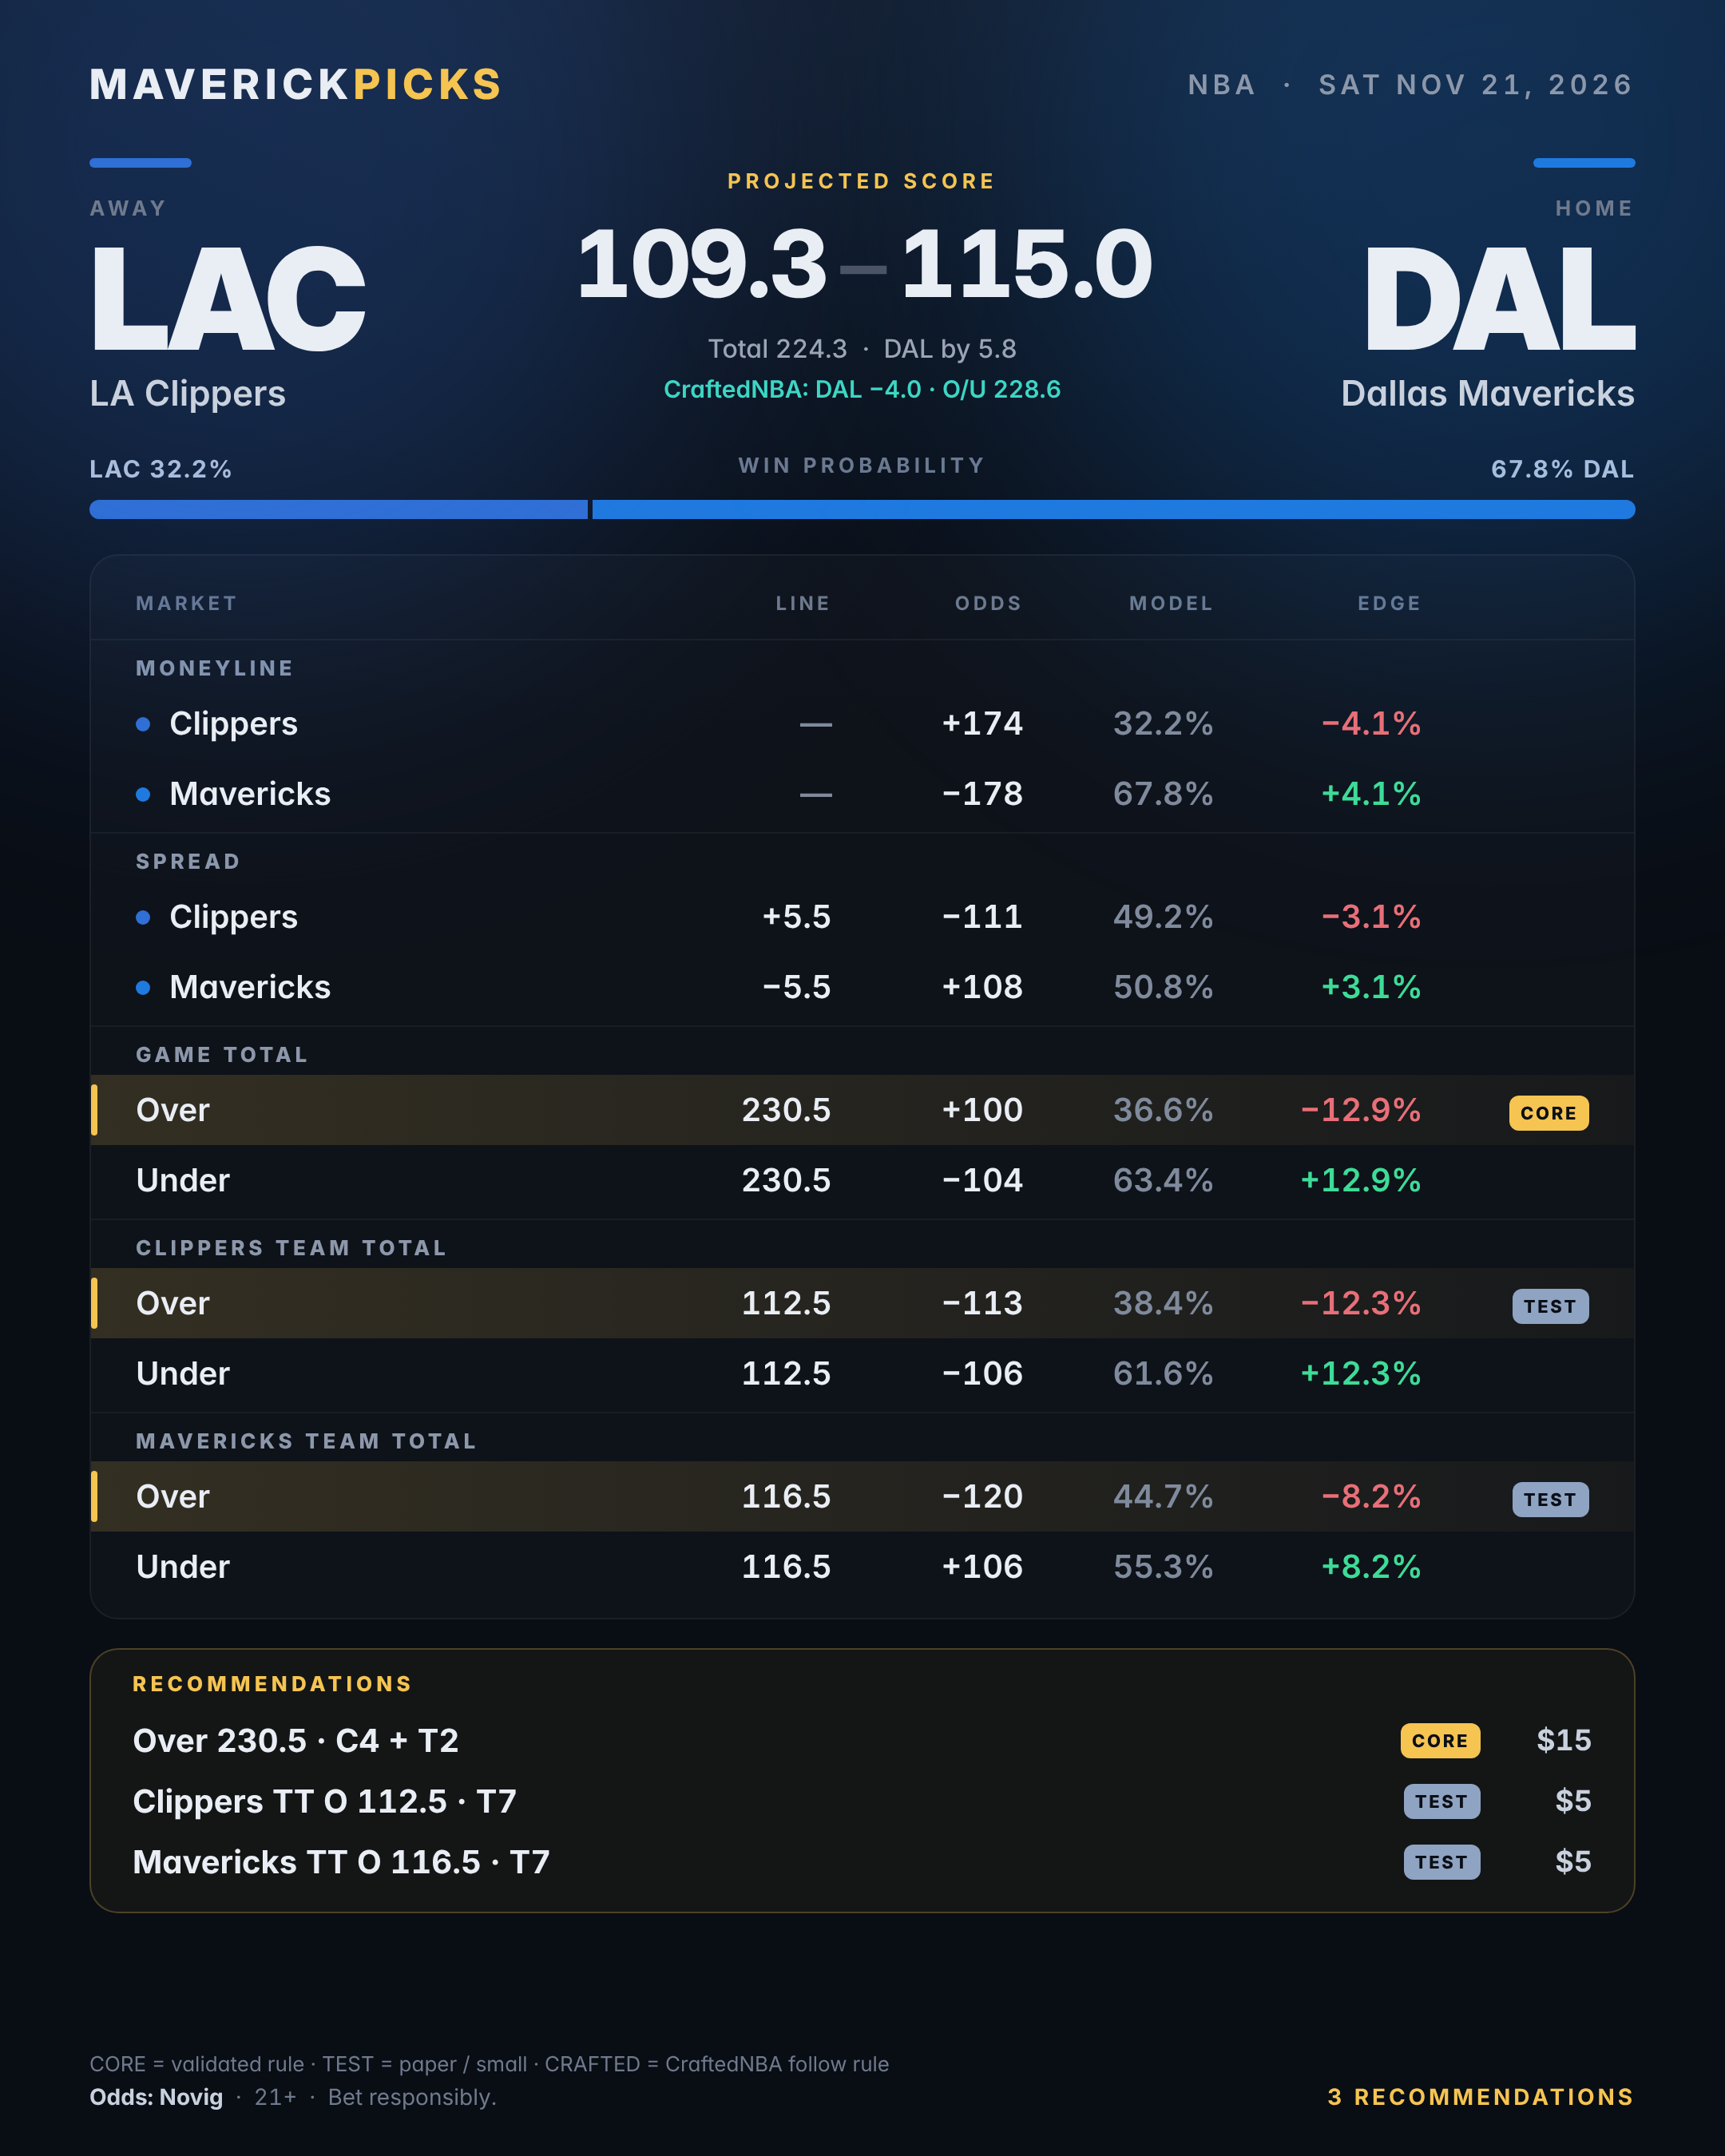 MAVERICKPICKS
NBA · SAT NOV 21, 2026
AWAY
LAC
LA Clippers
PROJECTED SCORE
109.3–115.0
Total 224.3 · DAL by 5.8
CraftedNBA: DAL −4.0 · O/U 228.6
HOME
DAL
Dallas Mavericks
LAC 32.2% WIN PROBABILITY 67.8% DAL
MARKET LINE ODDS MODEL EDGE
MONEYLINE
Clippers — +174 32.2% −4.1%
Mavericks — −178 67.8% +4.1%
SPREAD
Clippers +5.5 −111 49.2% −3.1%
Mavericks −5.5 +108 50.8% +3.1%
GAME TOTAL
Over 230.5 +100 36.6% −12.9% CORE
Under 230.5 −104 63.4% +12.9%
CLIPPERS TEAM TOTAL
Over 112.5 −113 38.4% −12.3% TEST
Under 112.5 −106 61.6% +12.3%
MAVERICKS TEAM TOTAL
Over 116.5 −120 44.7% −8.2% TEST
Under 116.5 +106 55.3% +8.2%
RECOMMENDATIONS
Over 230.5 · C4 + T2 CORE $15
Clippers TT O 112.5 · T7 TEST $5
Mavericks TT O 116.5 · T7 TEST $5
CORE = validated rule · TEST = paper / small · CRAFTED = CraftedNBA follow rule
Odds: Novig · 21+ · Bet responsibly.
3 RECOMMENDATIONS